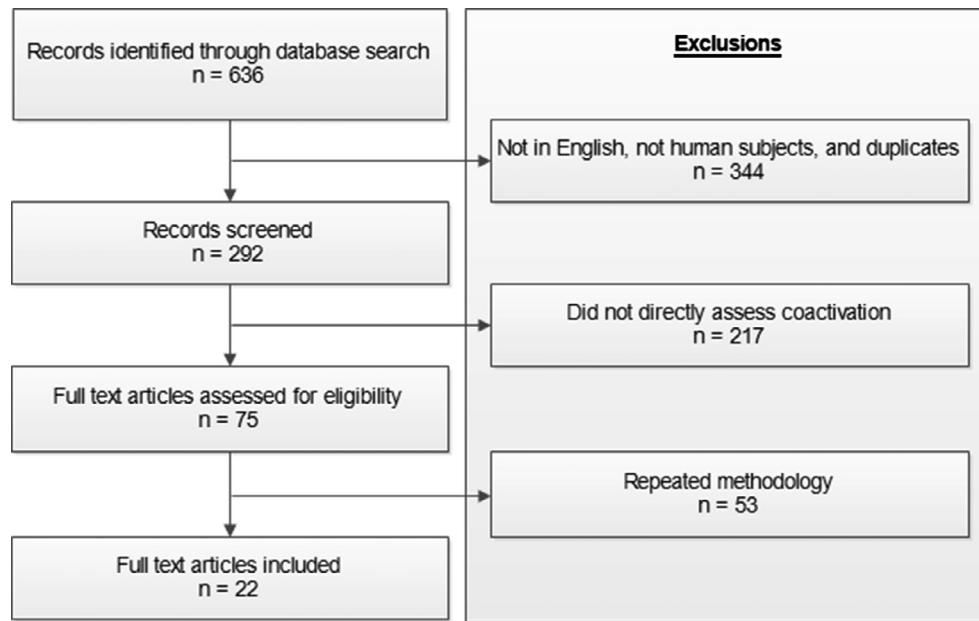 Records identified through database search
n = 636
Exclusions
Not in English, not human subjects, and duplicates
n = 344
Records screened
n = 292
Did not directly assess coactivation
n = 217
Full text articles assessed for eligibility
n = 75
Repeated methodology
n = 53
Full text articles included
n = 22